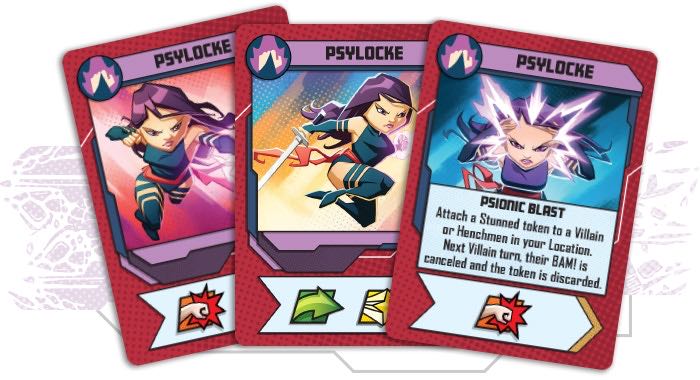 PSYLOCKE
PSYLOCKE
PSYLOCKE
PSIONIC BLAST
Attach a Stunned token to a Villain
or Henchmen in your Location.
Next Villain turn, their BAM! is
canceled and the token is discarded.